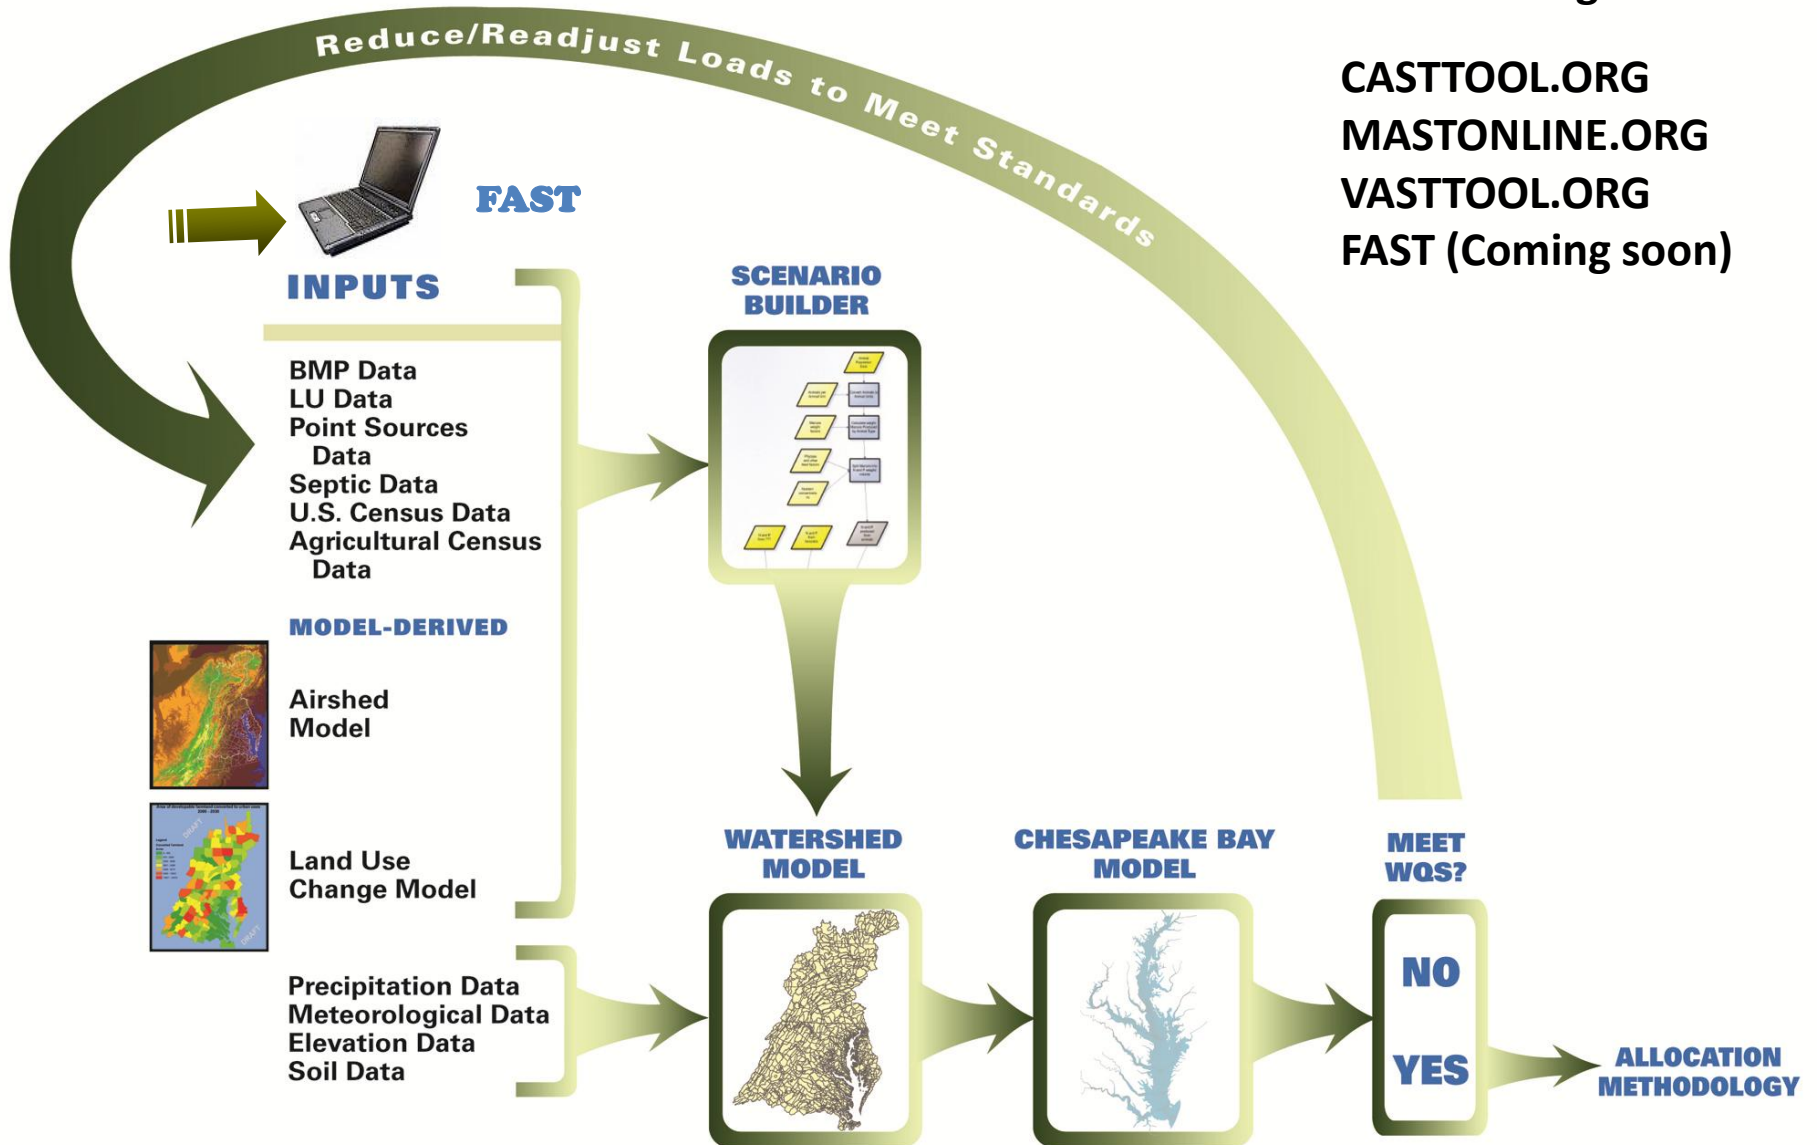 Reduce/Readjust Loads to Meet Standards
CASTTOOL.ORG
MASTONLINE.ORG
VASTTOOL.ORG
FAST (Coming soon)
FAST
INPUTS
BMP Data
LU Data
Point Sources
Data
Septic Data
U.S. Census Data
Agricultural Census
Data
MODEL-DERIVED
Airshed
Model
Land Use
Change Model
DRAFT
DRAFT
Precipitation Data
Meteorological Data
Elevation Data
Soil Data
SCENARIO
BUILDER
WATERSHED
MODEL
CHESAPEAKE BAY
MODEL
MEET
WQS?
NO
YES
ALLOCATION
METHODOLOGY